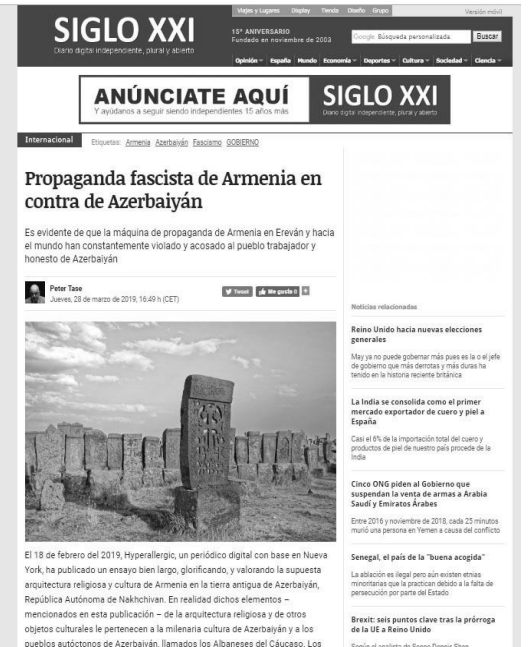 Viajes y Lugares Display Tienda Diseño Grupo Versión móvil
SIGLO XXI
Diario digital independiente, plural y abierto
15º ANIVERSARIO
Fundado en noviembre de 2003
Google Búsqueda personalizada Buscar
Opinión España Mundo Economía Deportes Cultura Sociedad Ciencia
ANÚNCIATE AQUÍ
Y ayúdanos a seguir siendo independientes 15 años más
SIGLO XXI
Diario digital independiente, plural y abierto
Internacional Etiquetas: Armenia Azerbaiyán Fascismo GOBIERNO
Propaganda fascista de Armenia en
contra de Azerbaiyán
Es evidente de que la máquina de propaganda de Armenia en Ereván y hacia
el mundo han constantemente violado y acosado al pueblo trabajador y
honesto de Azerbaiyán
Peter Tase
Jueves, 28 de marzo de 2019, 16:49 h (CET)
Tweet Me gusta 0
El 18 de febrero del 2019, Hyperallergic, un periódico digital con base en Nueva
York, ha publicado un ensayo bien largo, glorificando, y valorando la supuesta
arquitectura religiosa y cultura de Armenia en la tierra antigua de Azerbaiyán,
República Autónoma de Nakhchivan. En realidad dichos elementos –
mencionados en esta publicación – de la arquitectura religiosa y de otros
objetos culturales le pertenecen a la milenaria cultura de Azerbaiyán y a los
pueblos autóctonos de Azerbaiyán, llamados los Albaneses del Cáucaso. Los
Noticias relacionadas
Reino Unido hacia nuevas elecciones
generales
May ya no puede gobernar más pues es la o el jefe
de gobierno que más derrotas y más duras ha
tenido en la historia reciente británica
La India se consolida como el primer
mercado exportador de cuero y piel a
España
Casi el 6% de la importación total del cuero y
productos de piel de nuestro país procede de la
India
Cinco ONG piden al Gobierno que
suspendan la venta de armas a Arabia
Saudí y Emiratos Árabes
Entre 2016 y noviembre de 2018, cada 25 minutos
murió una persona en Yemen a causa del conflicto
Senegal, el país de la "buena acogida"
La ablación es ilegal pero aún existen etnias
minoritarias que la practican debido a la falta de
persecución por parte del Estado
Brexit: seis puntos clave tras la prórroga
de la UE a Reino Unido